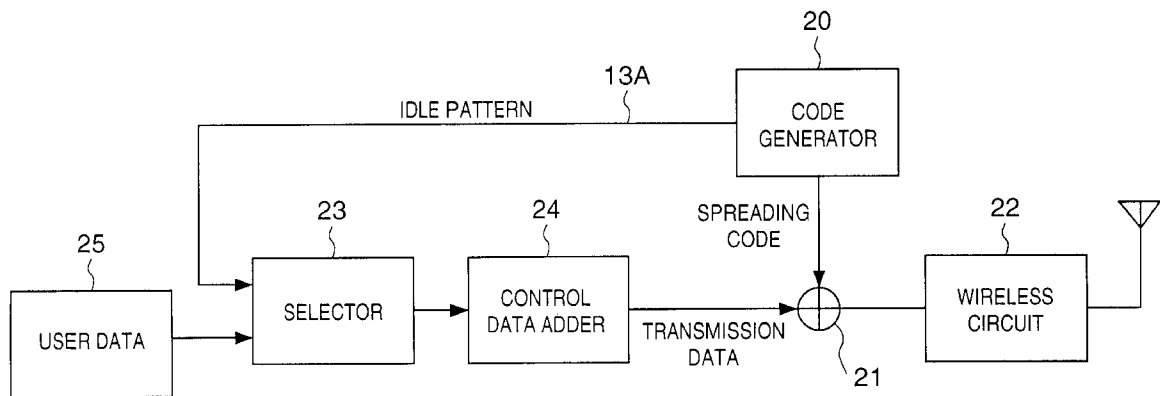 20
13A
IDLE PATTERN
CODE
GENERATOR
23
24
SPREADING
CODE
22
25
USER DATA
SELECTOR
CONTROL
DATA ADDER
TRANSMISSION
DATA
21
WIRELESS
CIRCUIT